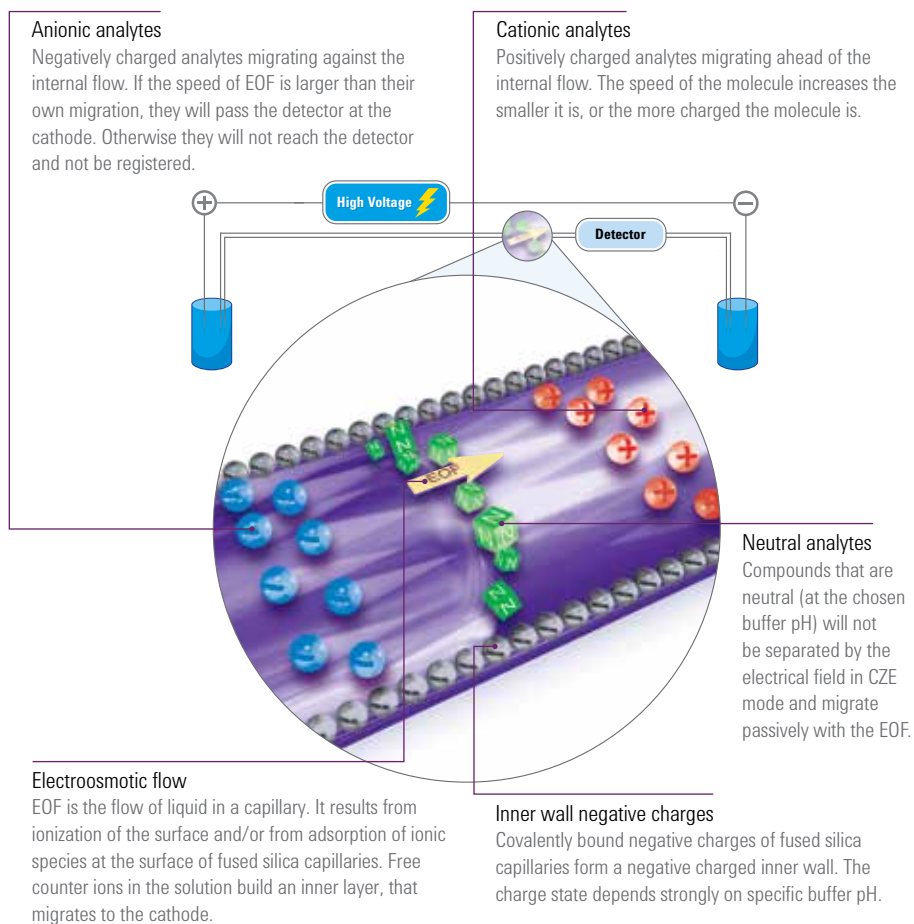 Anionic analytes
Negatively charged analytes migrating against the
internal flow. If the speed of EOF is larger than their
own migration, they will pass the detector at the
cathode. Otherwise they will not reach the detector
and not be registered.
Cationic analytes
Positively charged analytes migrating ahead of the
internal flow. The speed of the molecule increases the
smaller it is, or the more charged the molecule is.
+
High Voltage
−
Detector
EOF
Neutral analytes
Compounds that are
neutral (at the chosen
buffer pH) will not
be separated by the
electrical field in CZE
mode and migrate
passively with the EOF.
Electroosmotic flow
EOF is the flow of liquid in a capillary. It results from
ionization of the surface and/or from adsorption of ionic
species at the surface of fused silica capillaries. Free
counter ions in the solution build an inner layer, that
migrates to the cathode.
Inner wall negative charges
Covalently bound negative charges of fused silica
capillaries form a negative charged inner wall. The
charge state depends strongly on specific buffer pH.